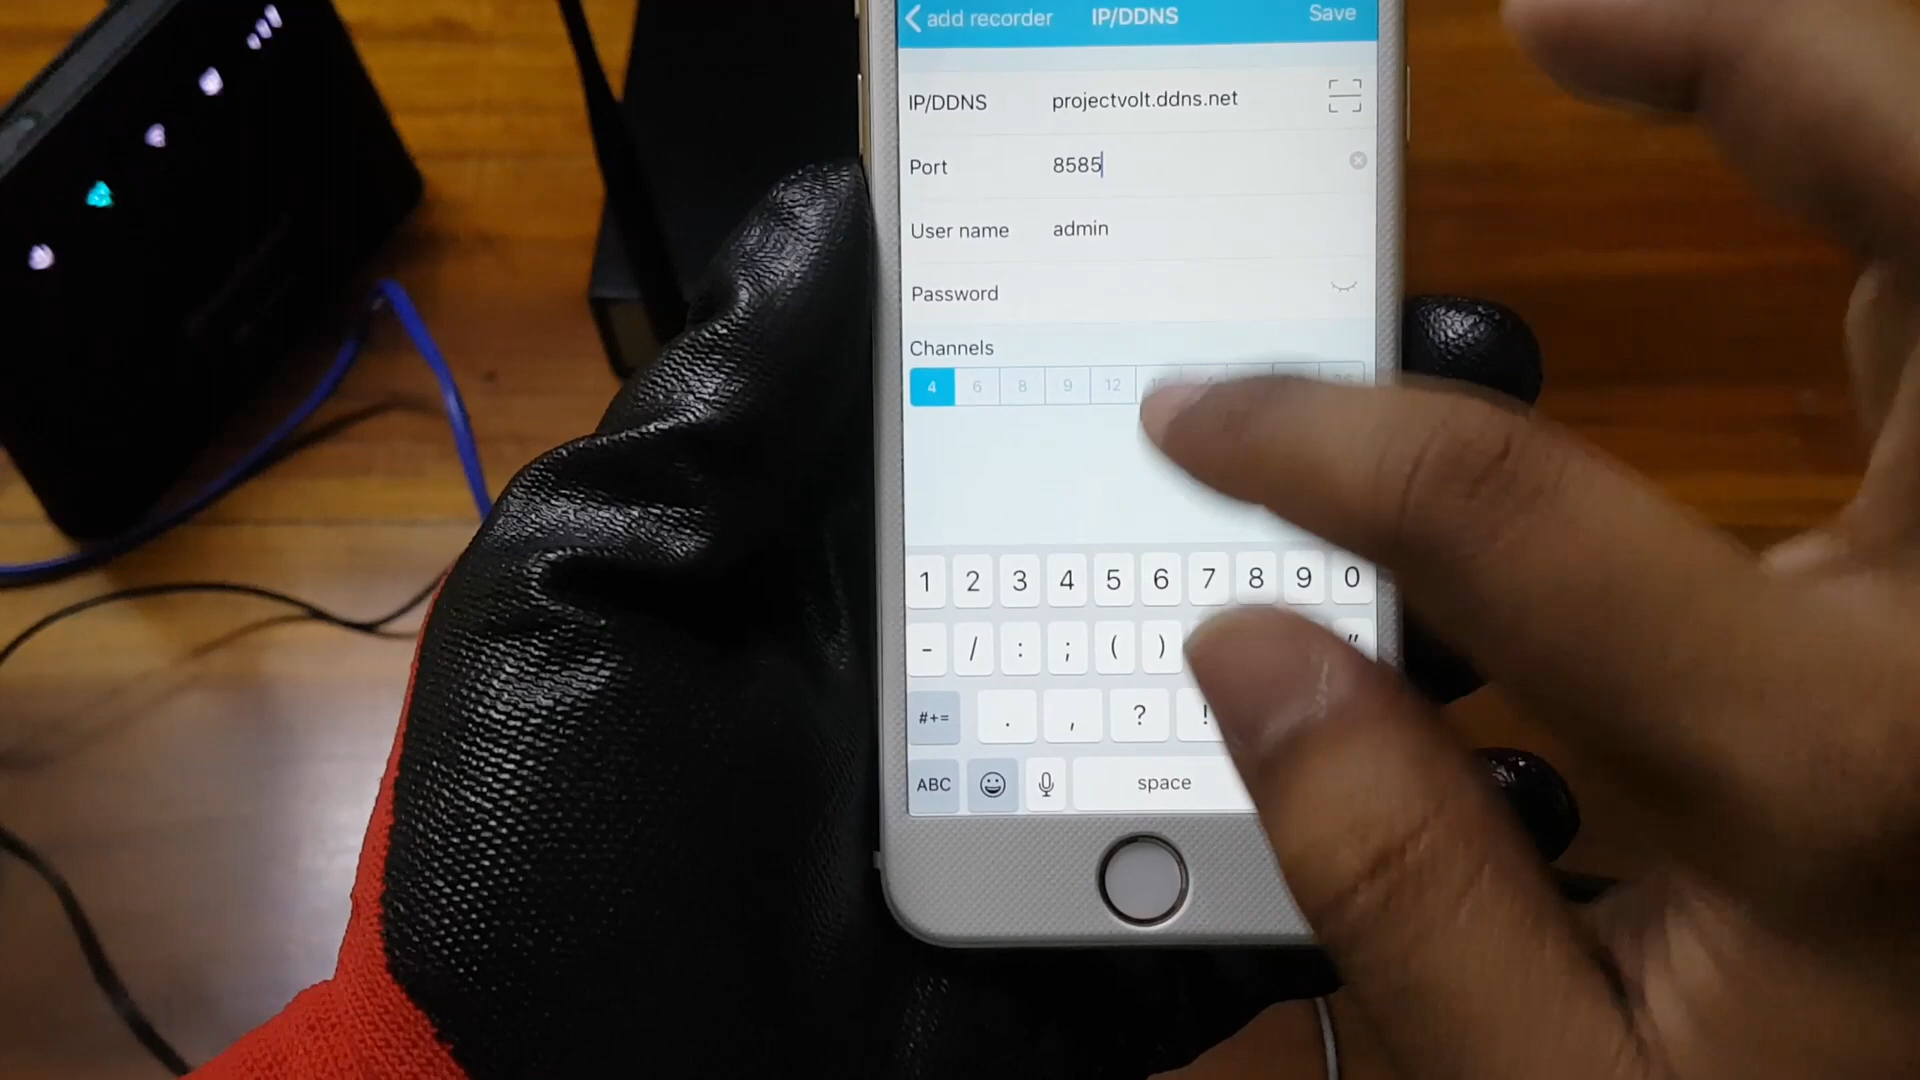 add recorder IP/DDNS Save
IP/DDNS projectvolt.ddns.net
Port 8585
User name admin
Password
Channels
4 6 8 9 12
1 2 3 4 5 6 7 8 9 0
- / : ; ( ) "
#+= . , ? !
ABC space